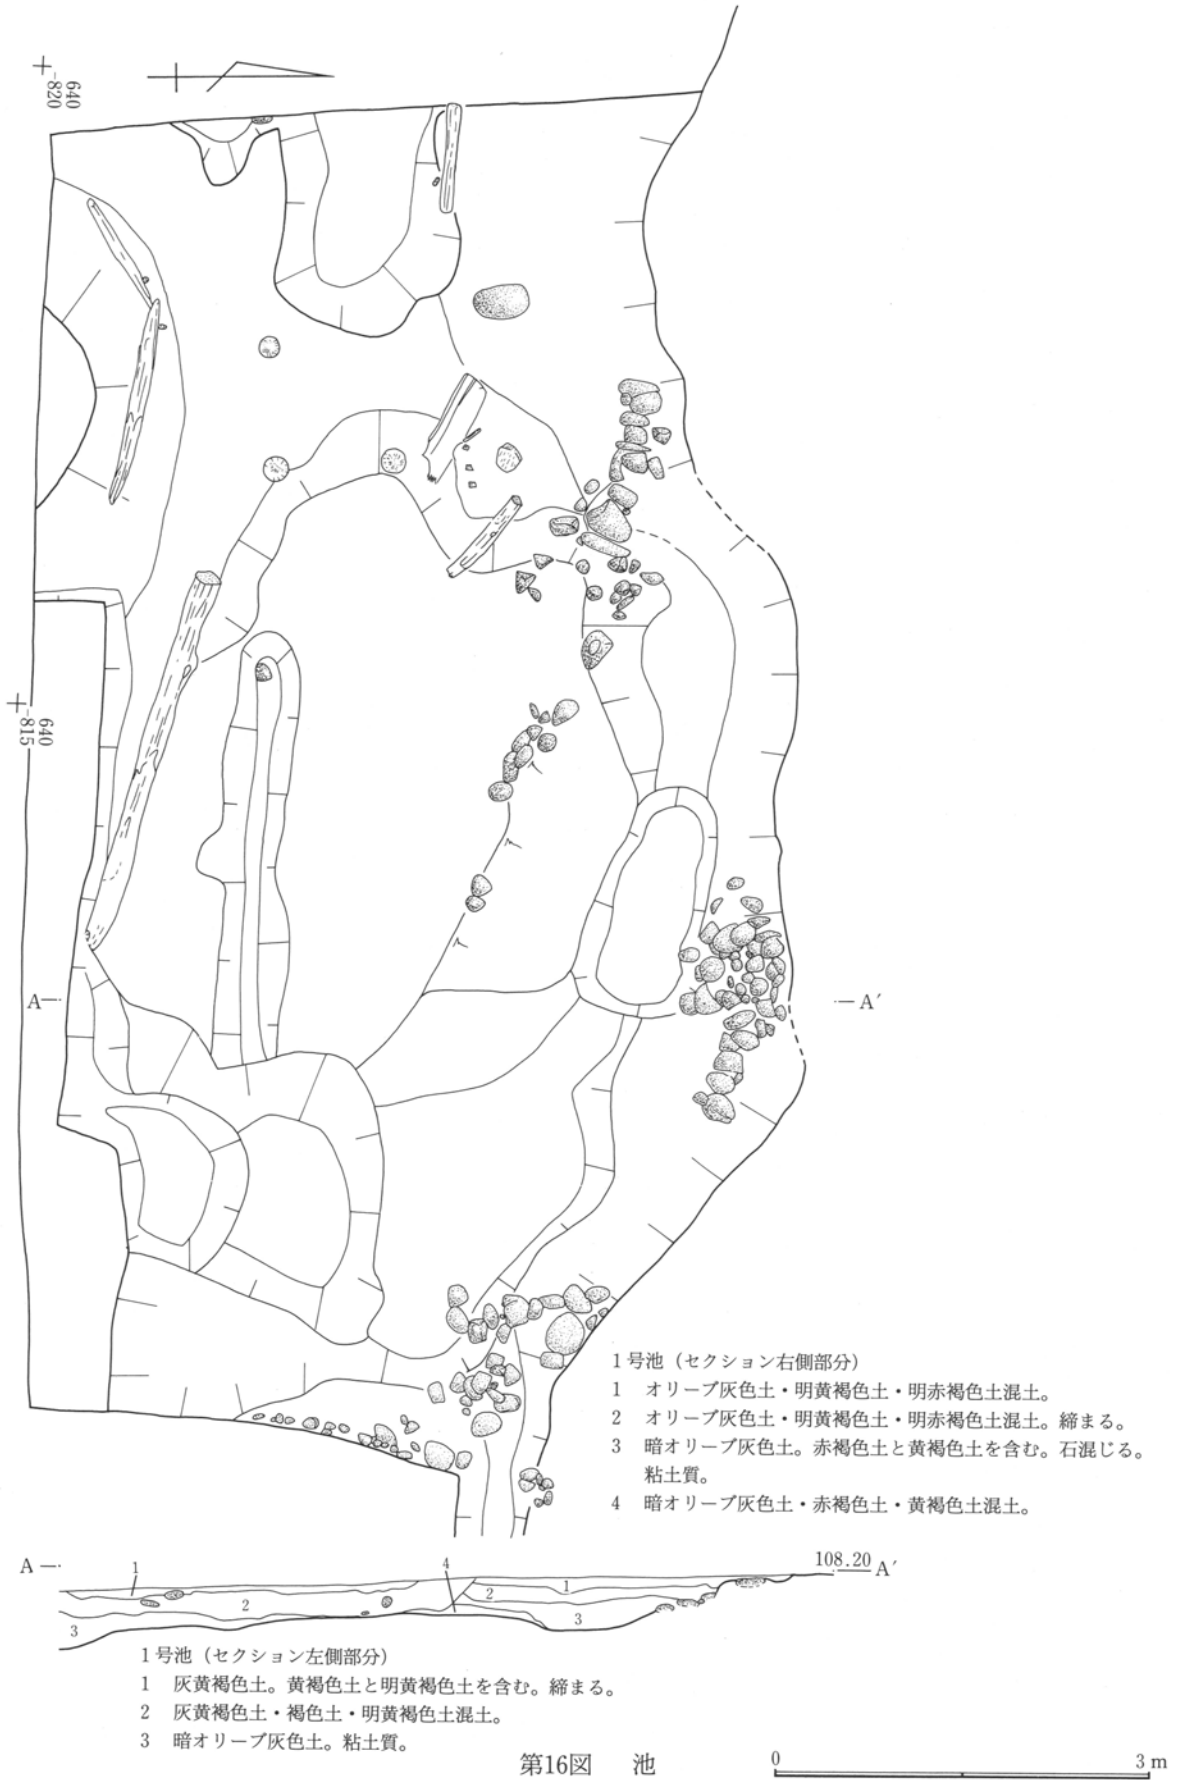 640
-820
640
-815
A
A′
1号池（セクション右側部分）
1 オリーブ灰色土・明黄褐色土・明赤褐色土混土。
2 オリーブ灰色土・明黄褐色土・明赤褐色土混土。締まる。
3 暗オリーブ灰色土。赤褐色土と黄褐色土を含む。石混じる。
粘土質。
4 暗オリーブ灰色土・赤褐色土・黄褐色土混土。
A
1
4
108.20
A′
2
3
2
1
3
1号池（セクション左側部分）
1 灰黄褐色土。黄褐色土と明黄褐色土を含む。締まる。
2 灰黄褐色土・褐色土・明黄褐色土混土。
3 暗オリーブ灰色土。粘土質。
第16図 池
0
3 m